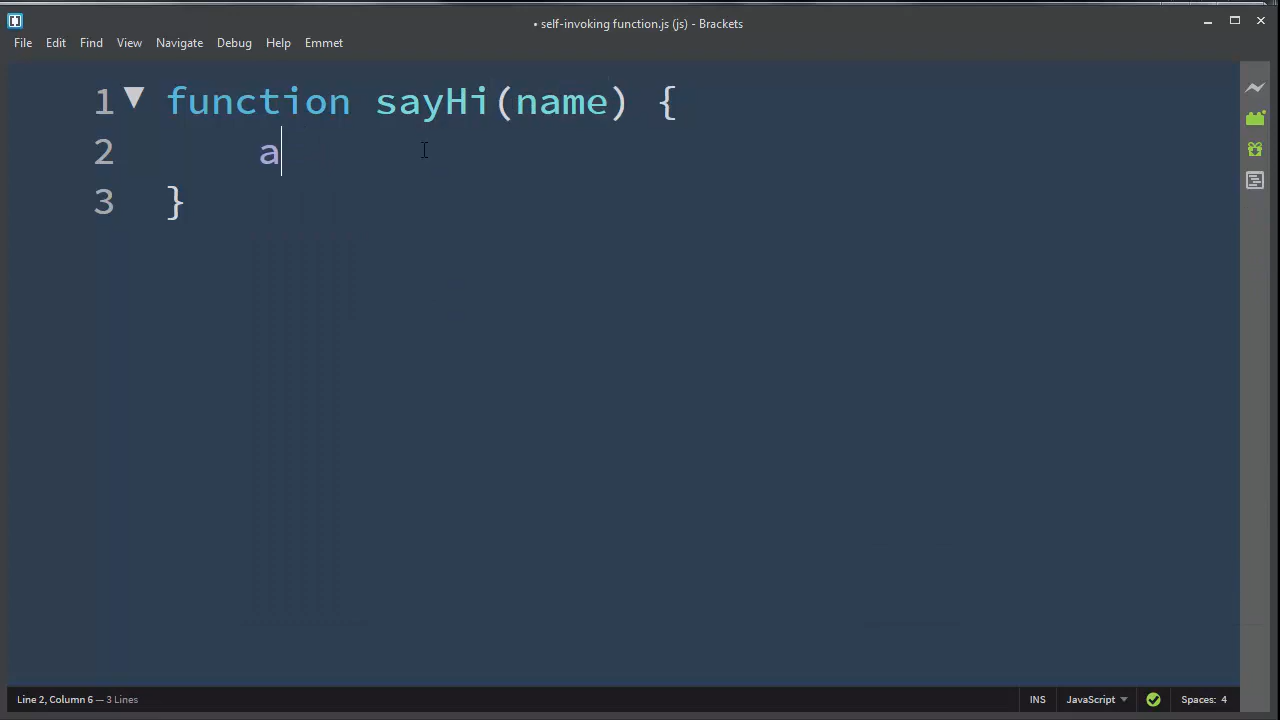 • self-invoking function.js (js) - Brackets
File Edit Find View Navigate Debug Help Emmet
1 function sayHi(name) {
2 a
3 }
Line 2, Column 6 — 3 Lines INS JavaScript Spaces: 4